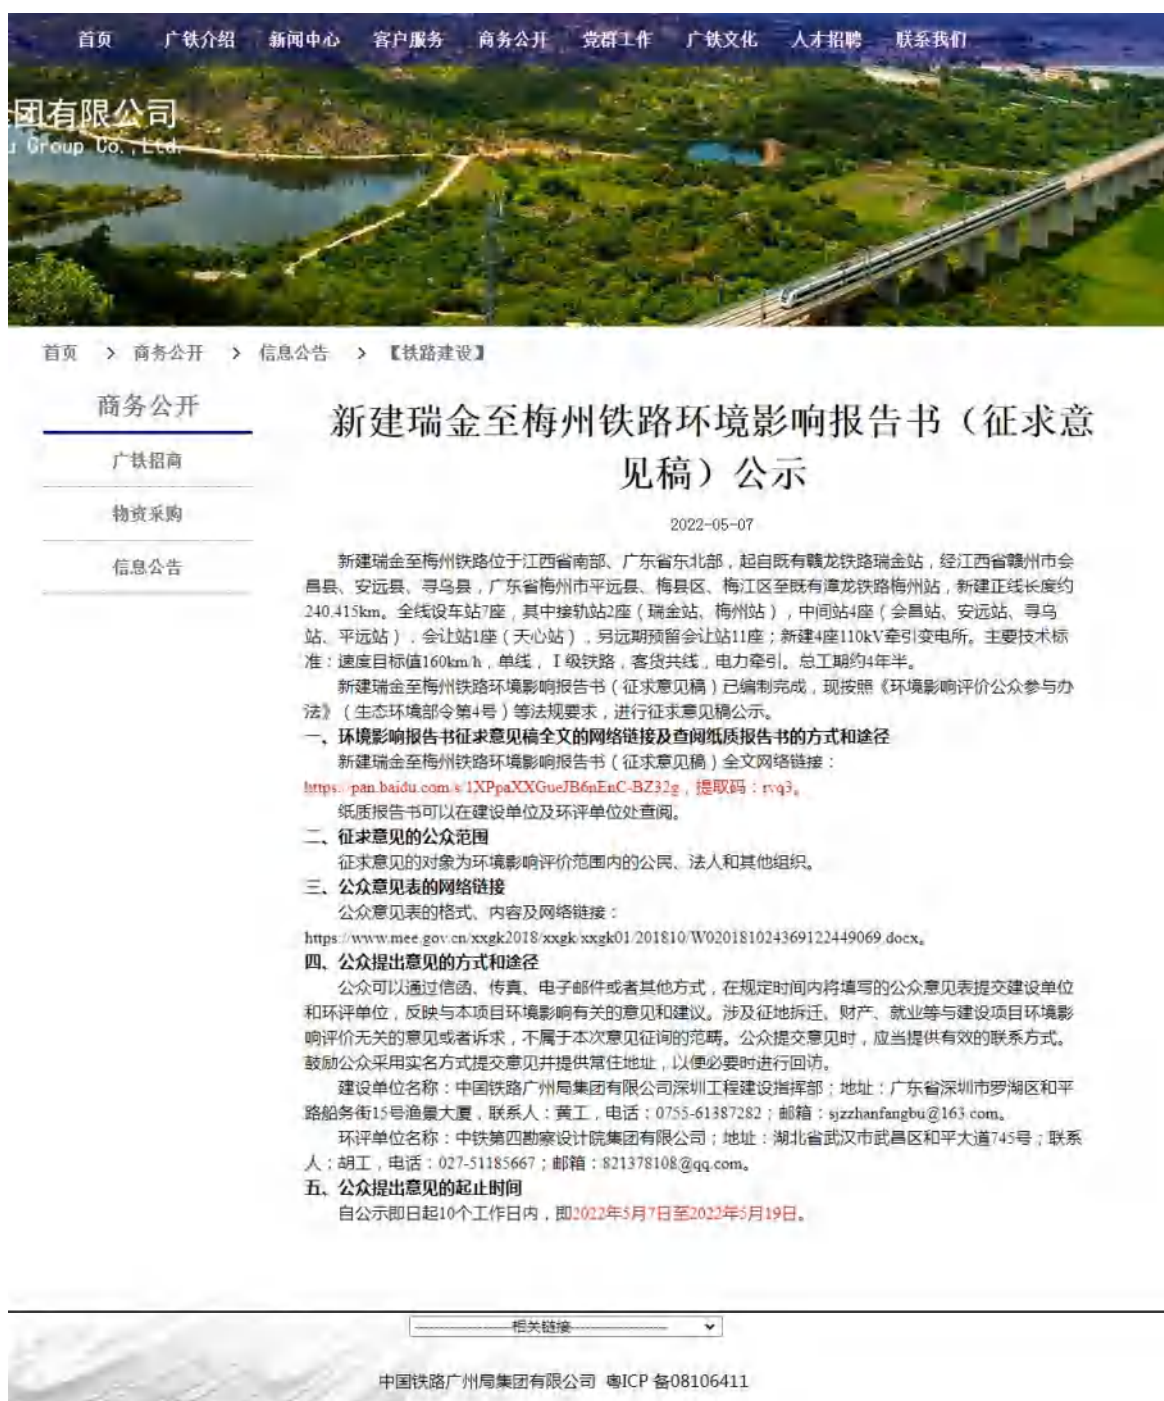 首页 广铁介绍 新闻中心 客户服务 商务公开 党群工作 广铁文化 人才招聘 联系我们
团有限公司
u Group Co.,Ltd.
首页 > 商务公开 > 信息公告 > 【铁路建设】
商务公开
广铁招商
物资采购
信息公告
新建瑞金至梅州铁路环境影响报告书（征求意
见稿）公示
2022-05-07
新建瑞金至梅州铁路位于江西省南部、广东省东北部，起自既有赣龙铁路瑞金站，经江西省赣州市会
昌县、安远县、寻乌县，广东省梅州市平远县、梅县区、梅江区至既有漳龙铁路梅州站，新建正线长度约
240.415km。全线设车站7座，其中接轨站2座（瑞金站、梅州站），中间站4座（会昌站、安远站、寻乌
站、平远站），会让站1座（天心站），另远期预留会让站11座；新建4座110kV牵引变电所。主要技术标
准：速度目标值160km/h，单线，Ⅰ级铁路，客货共线，电力牵引。总工期约4年半。
新建瑞金至梅州铁路环境影响报告书（征求意见稿）已编制完成，现按照《环境影响评价公众参与办
法》（生态环境部令第4号）等法规要求，进行征求意见稿公示。
一、环境影响报告书征求意见稿全文的网络链接及查阅纸质报告书的方式和途径
新建瑞金至梅州铁路环境影响报告书（征求意见稿）全文网络链接：
https://pan.baidu.com/s/1XPpaXXGueJB6nEnC-BZ32g，提取码：rvq3。
纸质报告书可以在建设单位及环评单位处查阅。
二、征求意见的公众范围
征求意见的对象为环境影响评价范围内的公民、法人和其他组织。
三、公众意见表的网络链接
公众意见表的格式、内容及网络链接：
https://www.mee.gov.cn/xxgk2018/xxgk/xxgk01/201810/W020181024369122449069.docx。
四、公众提出意见的方式和途径
公众可以通过信函、传真、电子邮件或者其他方式，在规定时间内将填写的公众意见表提交建设单位
和环评单位，反映与本项目环境影响有关的意见和建议。涉及征地拆迁、财产、就业等与建设项目环境影
响评价无关的意见或者诉求，不属于本次意见征询的范畴。公众提交意见时，应当提供有效的联系方式。
鼓励公众采用实名方式提交意见并提供常住地址，以便必要时进行回访。
建设单位名称：中国铁路广州局集团有限公司深圳工程建设指挥部；地址：广东省深圳市罗湖区和平
路船务街15号渔景大厦，联系人：黄工，电话：0755-61387282；邮箱：sjzzhanfangbu@163.com。
环评单位名称：中铁第四勘察设计院集团有限公司；地址：湖北省武汉市武昌区和平大道745号；联系
人：胡工，电话：027-51185667；邮箱：821378108@qq.com。
五、公众提出意见的起止时间
自公示即日起10个工作日内，即2022年5月7日至2022年5月19日。
--------------------相关链接--------------------
中国铁路广州局集团有限公司 粤ICP 备08106411